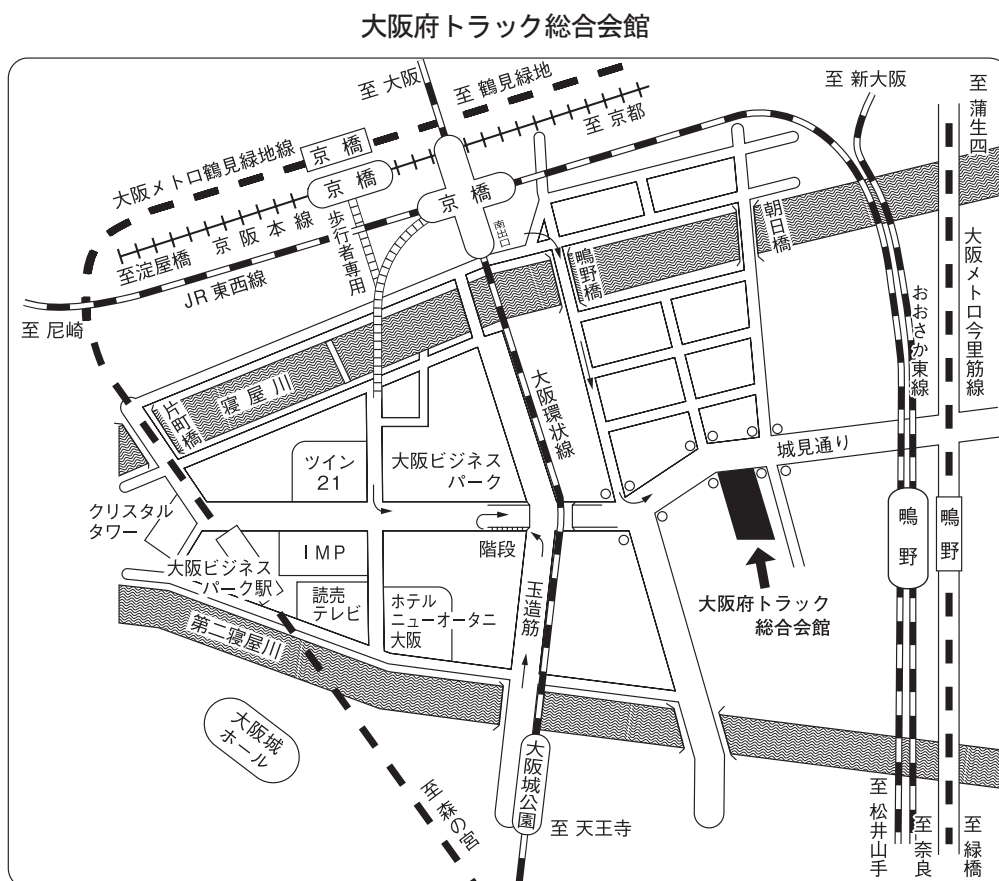 大阪府トラック総合会館
至 大阪
至 鶴見緑地
至 京都
至 新大阪
至 蒲生四
大阪メトロ鶴見緑地線
京橋
京橋
京橋
京阪本線
歩行者専用
南出口
至淀屋橋
JR東西線
至 尼崎
鴫野橋
朝日橋
おおさか東線
大阪メトロ今里筋線
片町橋
寝屋川
大阪環状線
ツイン
21
大阪ビジネス
パーク
城見通り
クリスタル
タワー
階段
IMP
大阪ビジネス
パーク駅
読売
テレビ
ホテル
ニューオータニ
大阪
玉造筋
鴫野
鴫野
大阪府トラック
総合会館
第二寝屋川
大阪城
ホール
大阪城公園
至 森の宮
至 天王寺
至 松井山手
至 奈良
至 緑橋